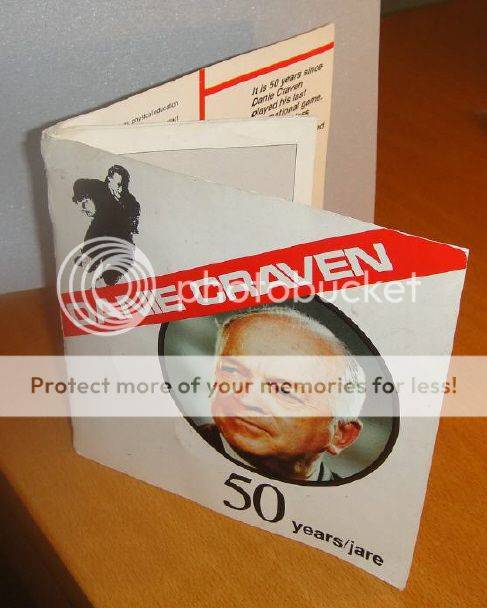 physical education
It is 50 years since
Danie Craven
played his last
national game.
DANIE CRAVEN
photobucket
Protect more of your memories for less!
50
years/jare